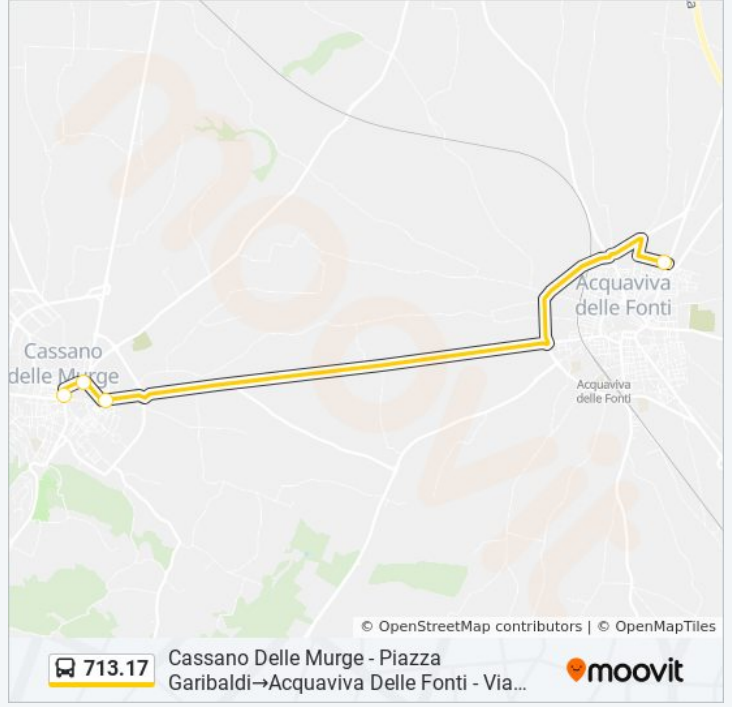 a
Acquaviva
delle Fonti
Cassano
delle Murge
Acquaviva
delle Fonti
moovit
© OpenStreetMap contributors | © OpenMapTiles
713.17
Cassano Delle Murge - Piazza
Garibaldi→Acquaviva Delle Fonti - Via...
moovit